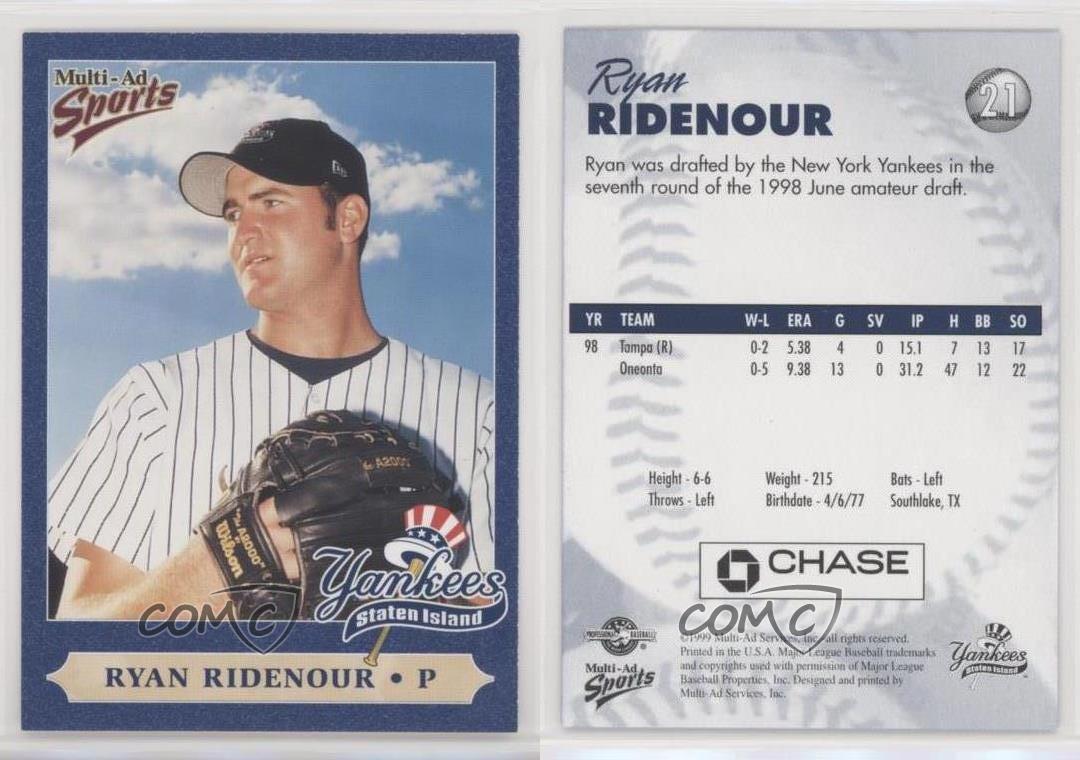 Multi-Ad
Sports
A2000
A2000
Wilson
Yankees
Staten Island
COMC
RYAN RIDENOUR • P
Ryan
RIDENOUR
21
Ryan was drafted by the New York Yankees in the
seventh round of the 1998 June amateur draft.
YR TEAM W-L ERA G SV IP H BB SO
98 Tampa (R) 0-2 5.38 4 0 15.1 7 13 17
Oneonta 0-5 9.38 13 0 31.2 47 12 22
Height - 6-6 Weight - 215 Bats - Left
Throws - Left Birthdate - 4/6/77 Southlake, TX
CHASE
COMC
PROFESSIONAL BASEBALL
Multi-Ad
Sports
©1999 Multi-Ad Services, Inc. all rights reserved.
Printed in the U.S.A. Major League Baseball trademarks
and copyrights used with permission of Major League
Baseball Properties, Inc. Designed and printed by
Multi-Ad Services, Inc.
Yankees
Staten Island